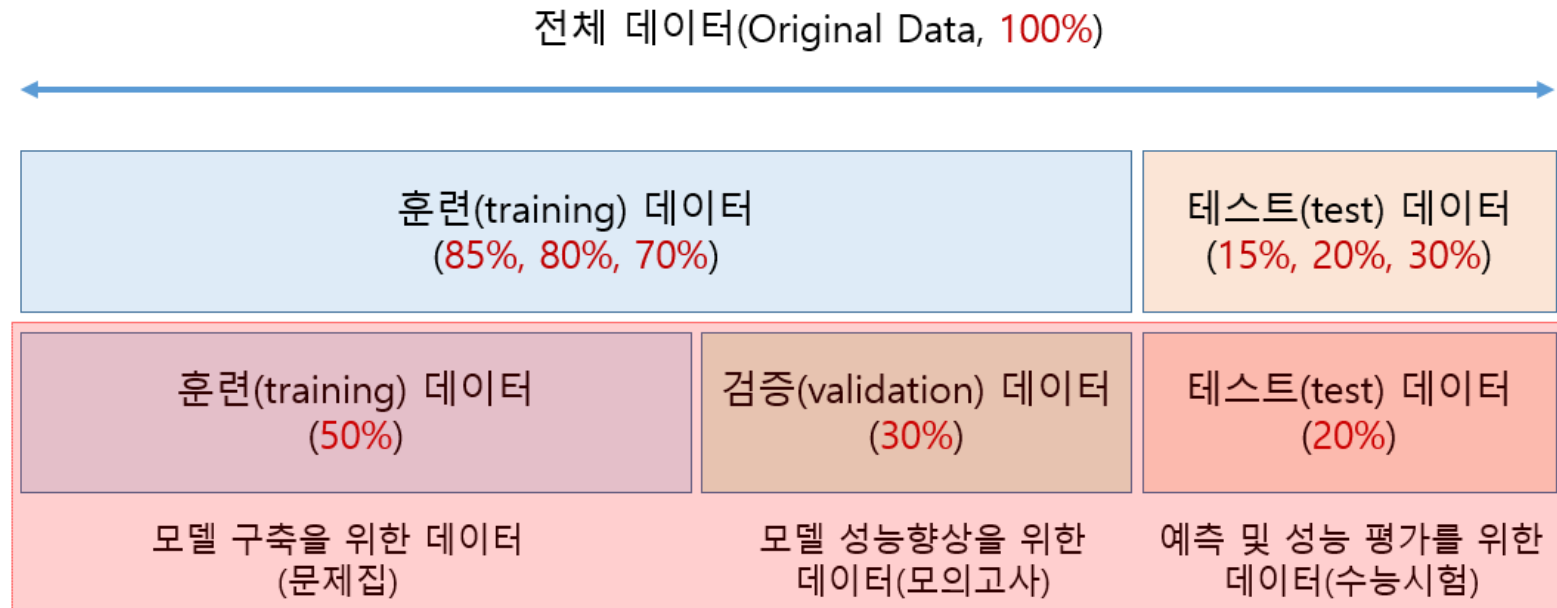 전체 데이터(Original Data, 100%)
훈련(training) 데이터
(85%, 80%, 70%)
테스트(test) 데이터
(15%, 20%, 30%)
훈련(training) 데이터
(50%)
검증(validation) 데이터
(30%)
테스트(test) 데이터
(20%)
모델 구축을 위한 데이터
(문제집)
모델 성능향상을 위한
데이터(모의고사)
예측 및 성능 평가를 위한
데이터(수능시험)